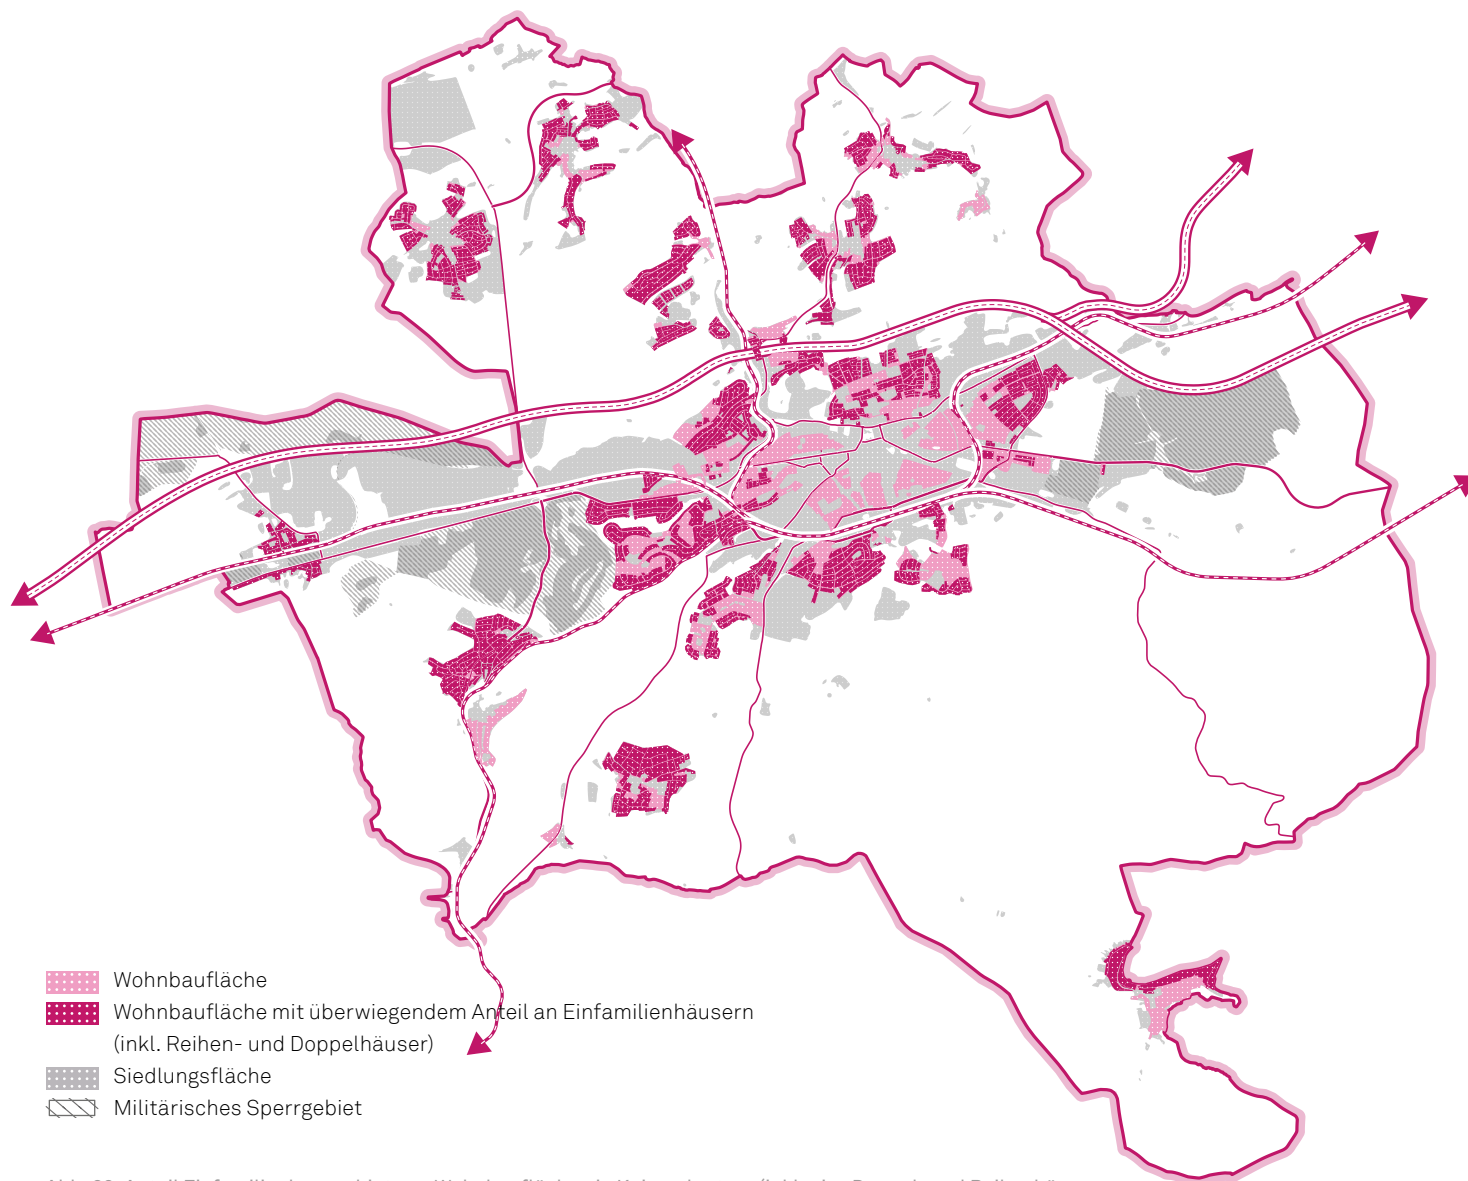 Wohnbaufläche
Wohnbaufläche mit überwiegendem Anteil an Einfamilienhäusern
(inkl. Reihen- und Doppelhäuser)
Siedlungsfläche
Militärisches Sperrgebiet